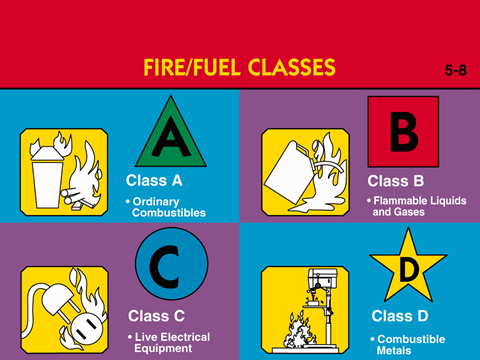 FIRE/FUEL CLASSES
5-8
A
Class A
• Ordinary
Combustibles
B
Class B
• Flammable Liquids
and Gases
C
Class C
• Live Electrical
Equipment
D
Class D
• Combustible
Metals